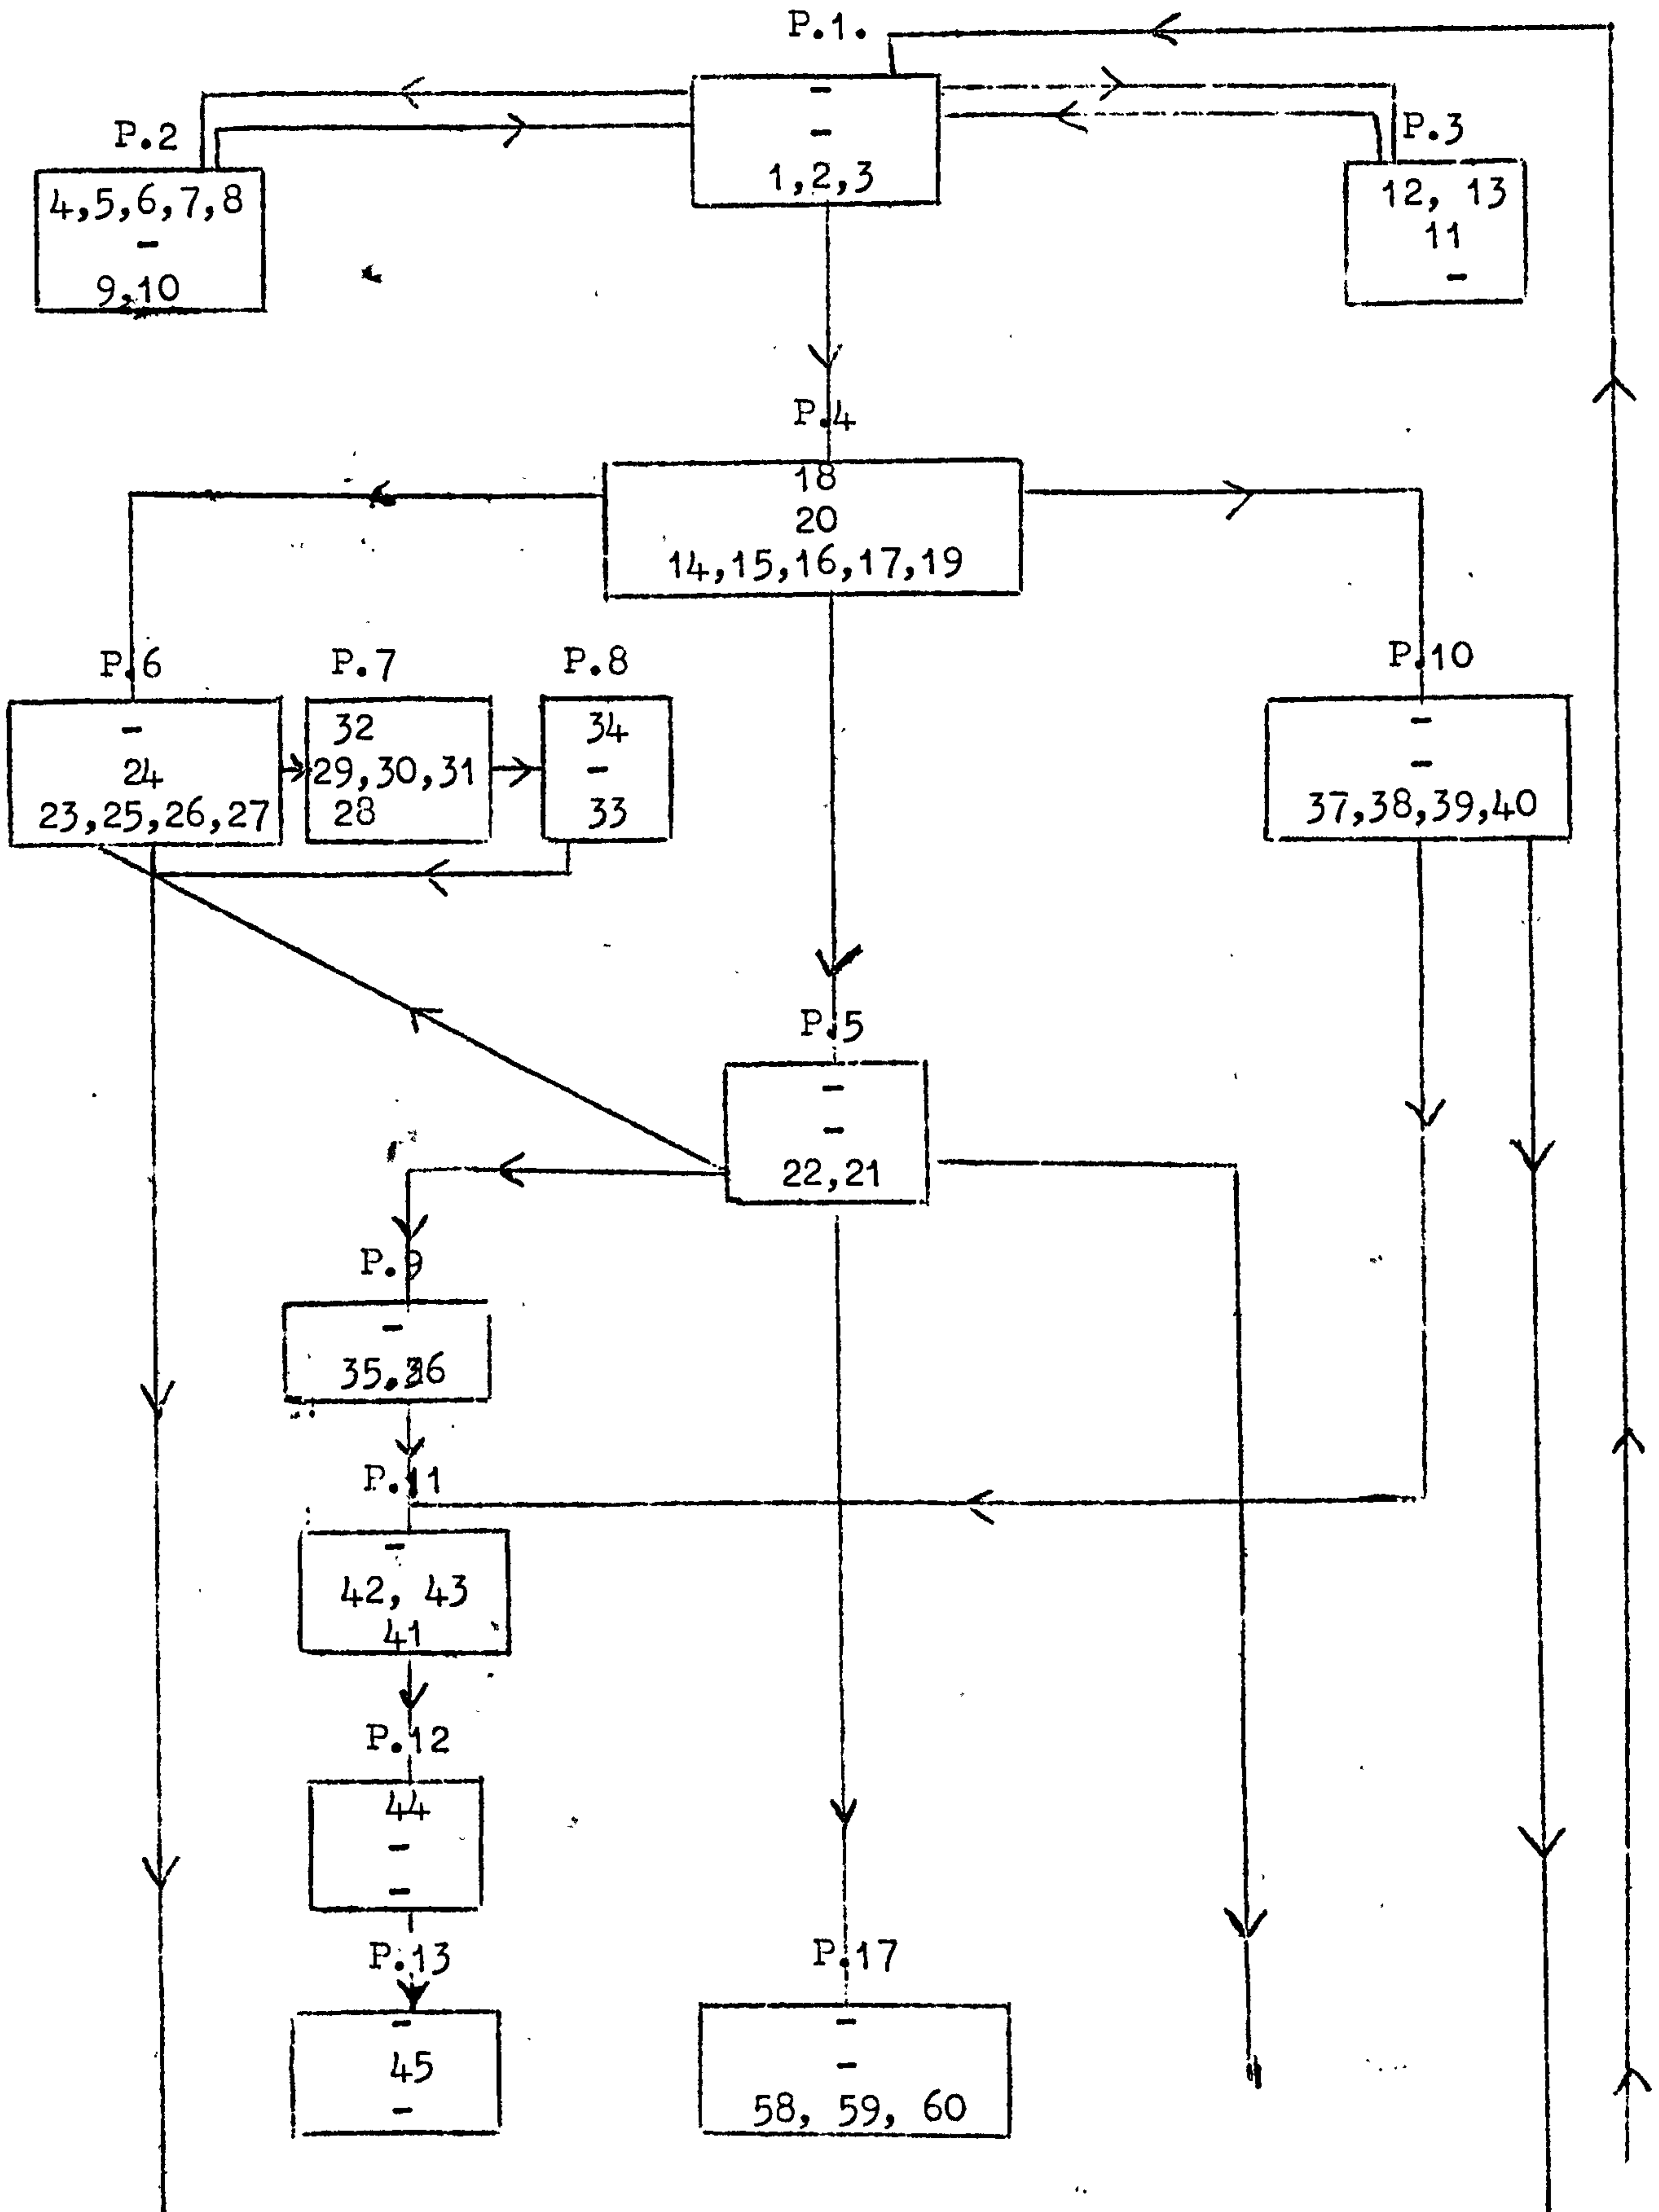 P.1.
-
-
1,2,3
P.2
4,5,6,7,8
-
9,10
P.3
12, 13
11
-
P.4
18
20
14,15,16,17,19
P.6
-
24
23,25,26,27
P.7
32
29,30,31
28
P.8
34
-
33
P.10
-
-
37,38,39,40
P.5
-
-
22,21
P.9
-
35.36
P.11
-
42, 43
41
P.12
44
-
-
P.13
-
45
-
P.17
-
-
58, 59, 60